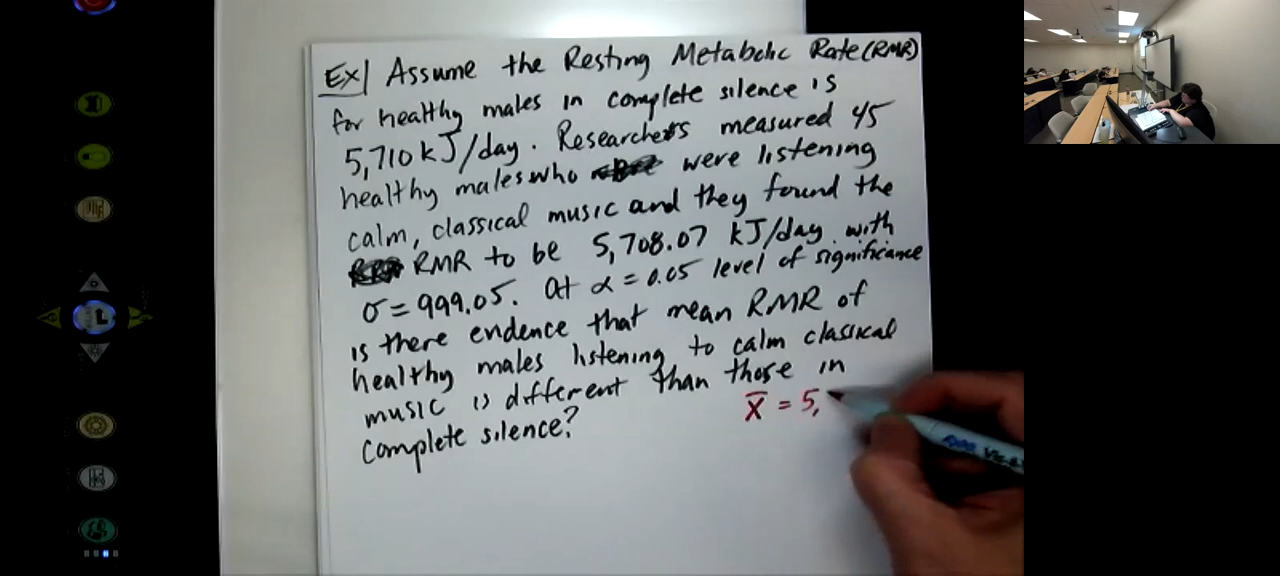 Ex| Assume the Resting Metabolic Rate (RMR)
for healthy males in complete silence is
5,710 kJ/day. Researchers measured 45
healthy males who were listening
calm, classical music and they found the
RMR to be 5,708.07 kJ/day with
σ = 999.05. At α = 0.05 level of significance
is there evidence that mean RMR of
healthy males listening to calm classical
music is different than those in
complete silence?
x̄ = 5,